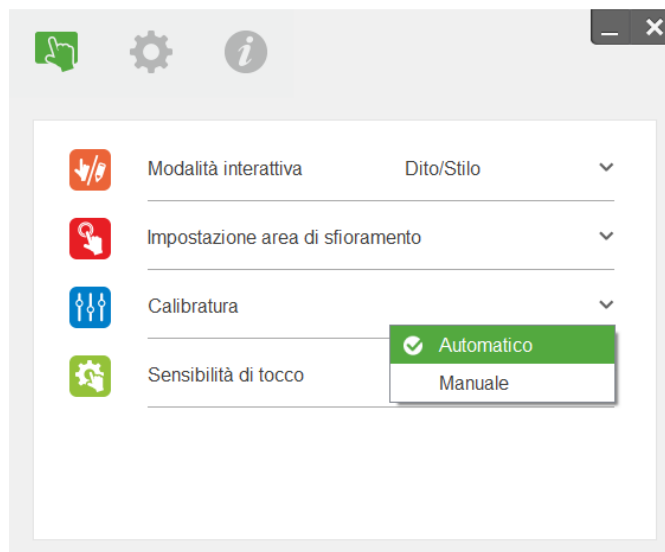 Modalità interattiva Dito/Stilo
Impostazione area di sfioramento
Calibratura
Automatico
Sensibilità di tocco
Manuale